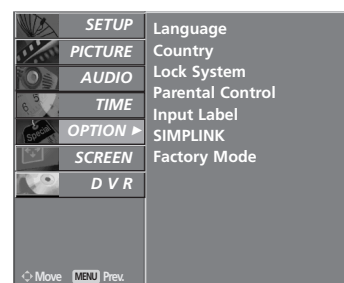 SETUP
PICTURE
AUDIO
TIME
OPTION ►
SCREEN
D V R
Language
Country
Lock System
Parental Control
Input Label
SIMPLINK
Factory Mode
Move MENU Prev.